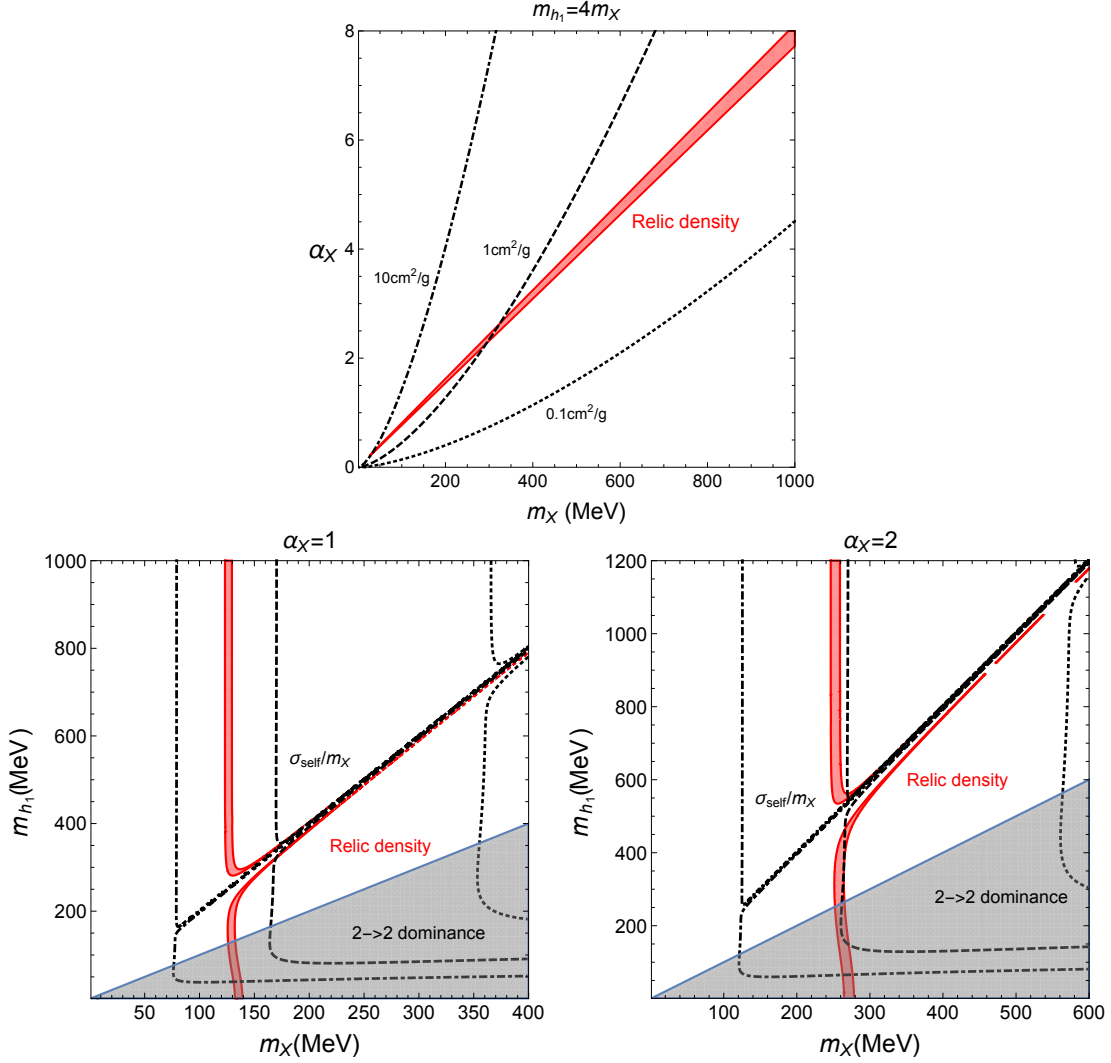 m_{h_1}=4m_X
8
6
α_X 4
2
0
10cm²/g
1cm²/g
Relic density
0.1cm²/g
200 400 600 800 1000
m_X (MeV)
α_X=1
1000
800
600
400
200
m_{h_1}(MeV)
σ_self/m_X
Relic density
2->2 dominance
50 100 150 200 250 300 350 400
m_X (MeV)
α_X=2
1200
1000
800
600
400
200
m_{h_1}(MeV)
σ_self/m_X
Relic density
2->2 dominance
100 200 300 400 500 600
m_X (MeV)